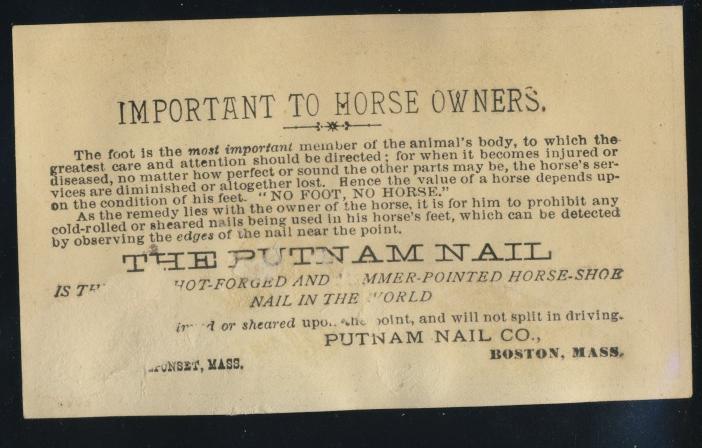 IMPORTANT TO HORSE OWNERS.
The foot is the most important member of the animal's body, to which the
greatest care and attention should be directed; for when it becomes injured or
diseased, no matter how perfect or sound the other parts may be, the horse's ser-
vices are diminished or altogether lost. Hence the value of a horse depends up-
on the condition of his feet. "NO FOOT, NO HORSE."
As the remedy lies with the owner of the horse, it is for him to prohibit any
cold-rolled or sheared nails being used in his horse's feet, which can be detected
by observing the edges of the nail near the point.
THE PUTNAM NAIL
IS HOT-FORGED AND MMER-POINTED HORSE-SHOE
NAIL IN THE WORLD
or sheared upon the point, and will not split in driving.
PUTNAM NAIL CO.,
PONSET, MASS. BOSTON, MASS.